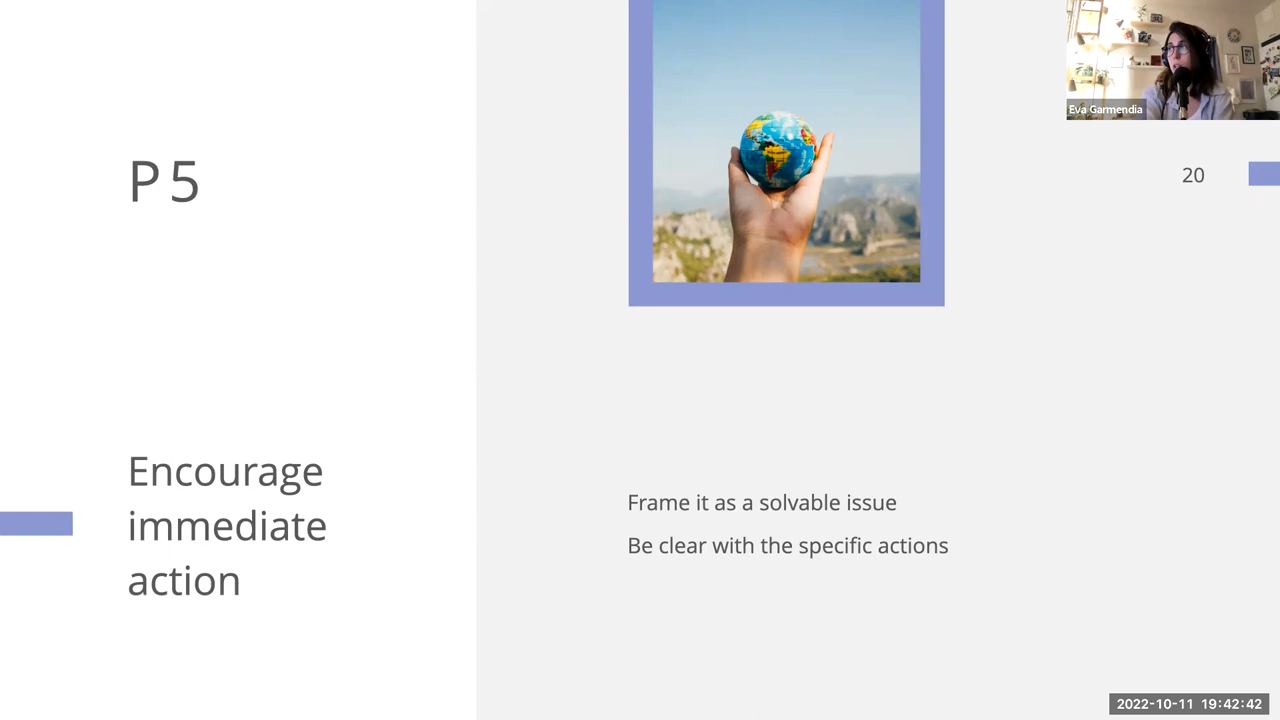 P5
Encourage
immediate
action
Frame it as a solvable issue
Be clear with the specific actions
Eva Garmendia
20
2022-10-11 19:42:42